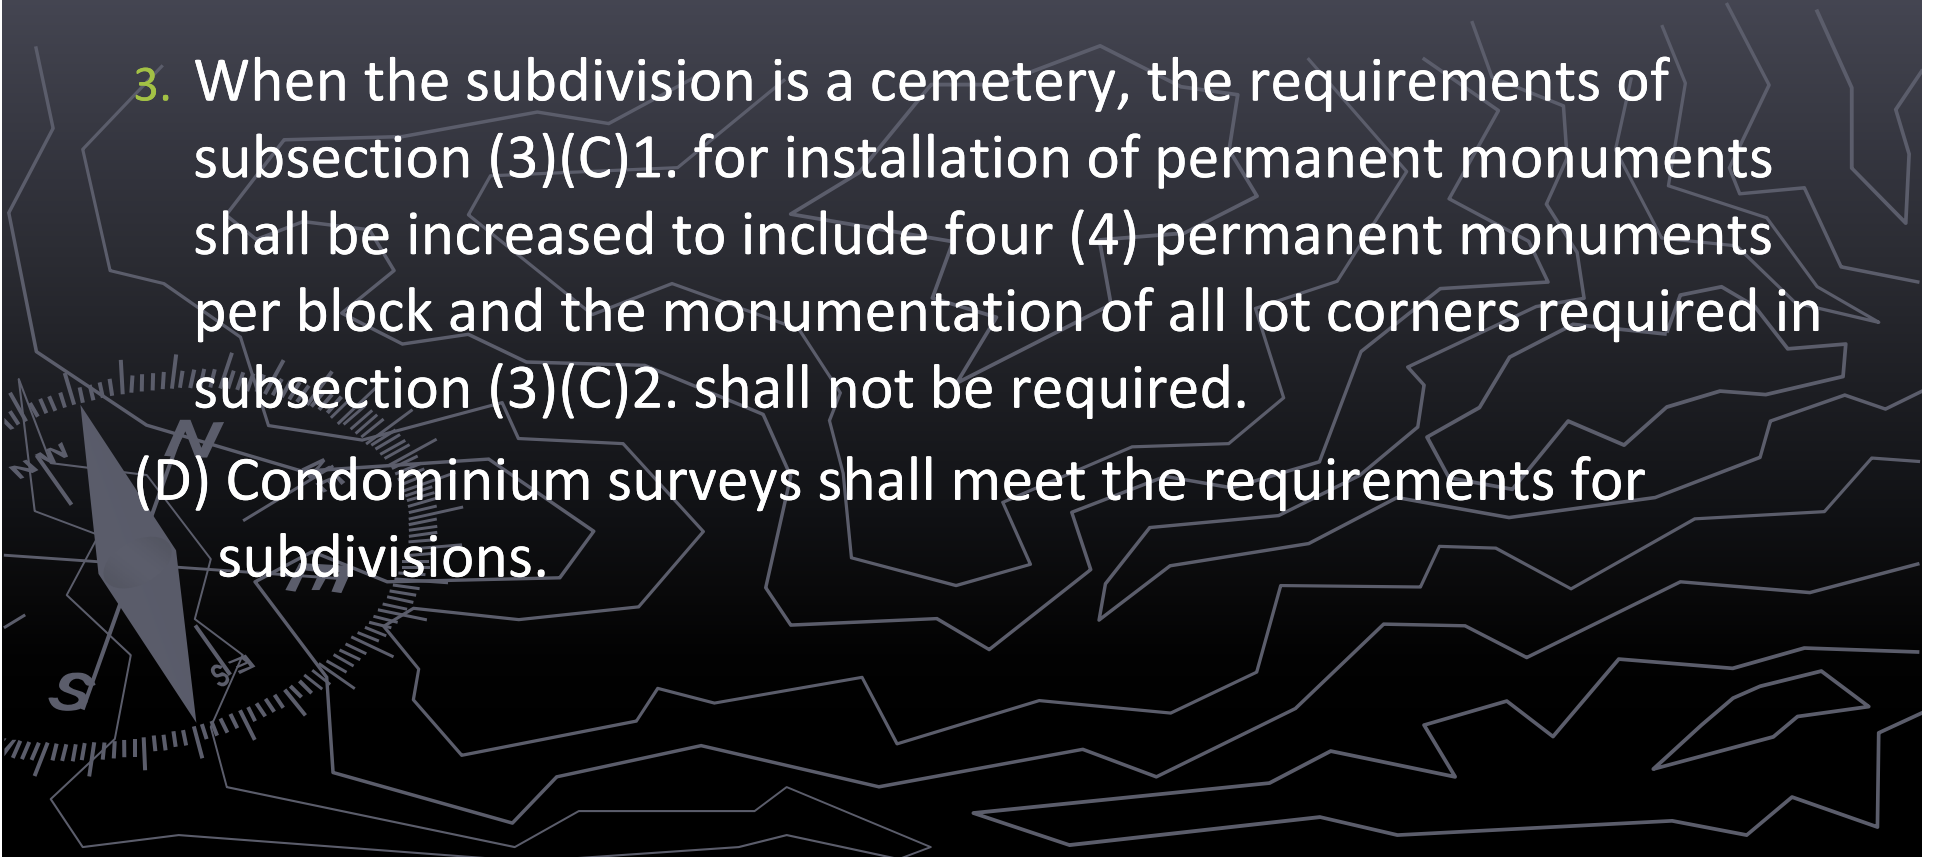 3. When the subdivision is a cemetery, the requirements of
subsection (3)(C)1. for installation of permanent monuments
shall be increased to include four (4) permanent monuments
per block and the monumentation of all lot corners required in
subsection (3)(C)2. shall not be required.
(D) Condominium surveys shall meet the requirements for
subdivisions.
N
E
S